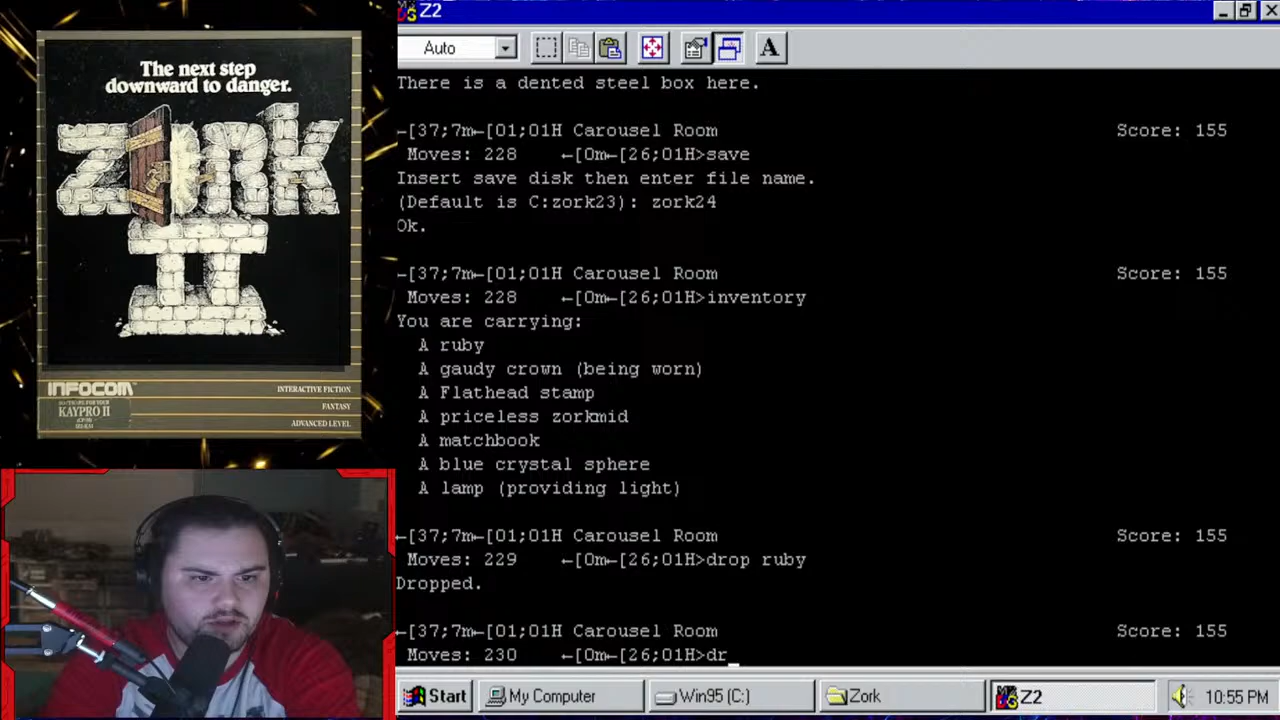 The next step
downward to danger.
ZORK
II
INFOCOM
INTERACTIVE FICTION
FANTASY
ADVANCED LEVEL
SOFTWARE FOR YOUR
KAYPRO II
Z2
Auto
A
There is a dented steel box here.
←[37;7m←[01;01H Carousel Room Score: 155
Moves: 228 ←[0m←[26;01H>save
Insert save disk then enter file name.
(Default is C:zork23): zork24
Ok.
←[37;7m←[01;01H Carousel Room Score: 155
Moves: 228 ←[0m←[26;01H>inventory
You are carrying:
A ruby
A gaudy crown (being worn)
A Flathead stamp
A priceless zorkmid
A matchbook
A blue crystal sphere
A lamp (providing light)
←[37;7m←[01;01H Carousel Room Score: 155
Moves: 229 ←[0m←[26;01H>drop ruby
Dropped.
←[37;7m←[01;01H Carousel Room Score: 155
Moves: 230 ←[0m←[26;01H>dr_
Start My Computer Win95 (C:) Zork Z2 10:55 PM